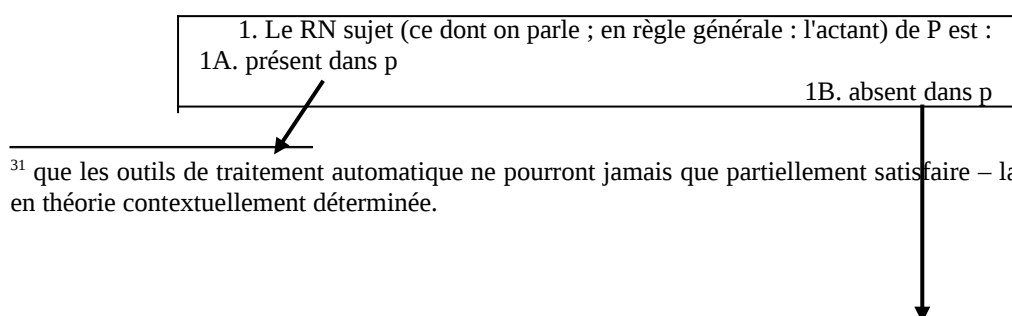 1. Le RN sujet (ce dont on parle ; en règle générale : l'actant) de P est :
1A. présent dans p
1B. absent dans p
31 que les outils de traitement automatique ne pourront jamais que partiellement satisfaire – la
en théorie contextuellement déterminée.